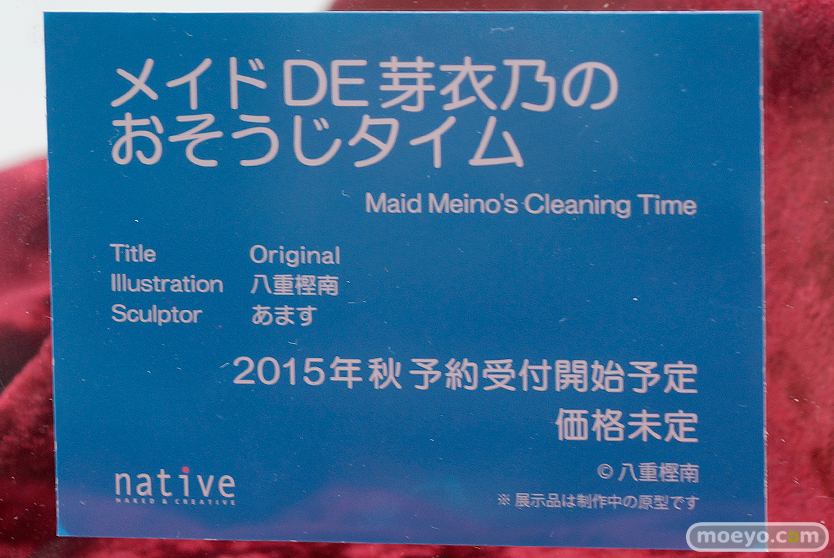 メイドDE芽衣乃の
おそうじタイム
Maid Meino's Cleaning Time
Title Original
Illustration 八重樫南
Sculptor あます
2015年秋 予約受付開始予定
価格未定
© 八重樫南
※ 展示品は制作中の原型です
native
NAKED & CREATIVE
moeyo.com